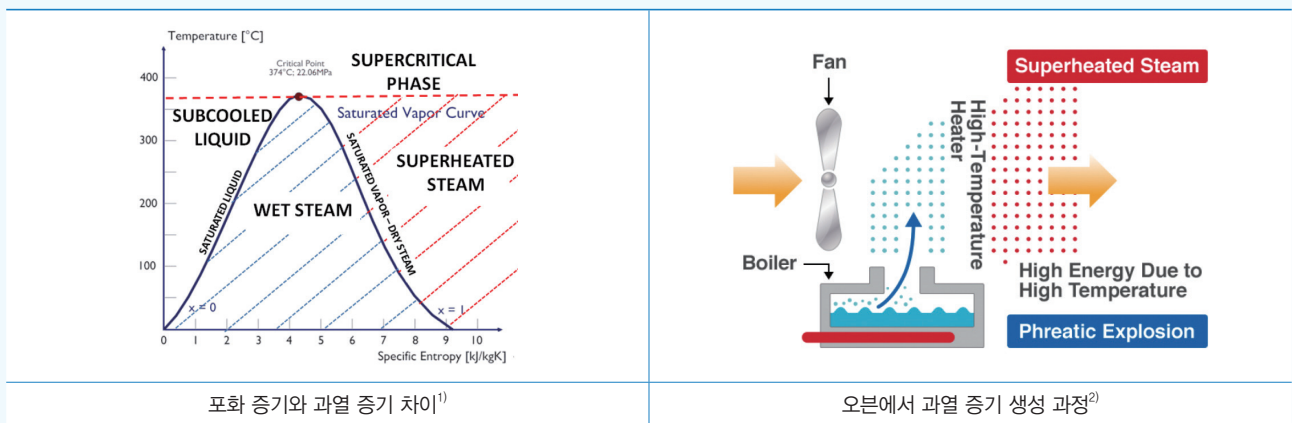 Temperature [°C]
Critical Point
374°C; 22.06MPa
SUPERCRITICAL
PHASE
400
SUBCOOLED
LIQUID
Saturated Vapor Curve
300
SATURATED LIQUID
SATURATED VAPOR – DRY STEAM
SUPERHEATED
STEAM
WET STEAM
200
100
x = 0
x = 1
0 1 2 3 4 5 6 7 8 9 10
Specific Entropy [kJ/kgK]
포화 증기와 과열 증기 차이1)
Fan
Superheated Steam
High-Temperature
Heater
Boiler
High Energy Due to
High Temperature
Phreatic Explosion
오븐에서 과열 증기 생성 과정2)